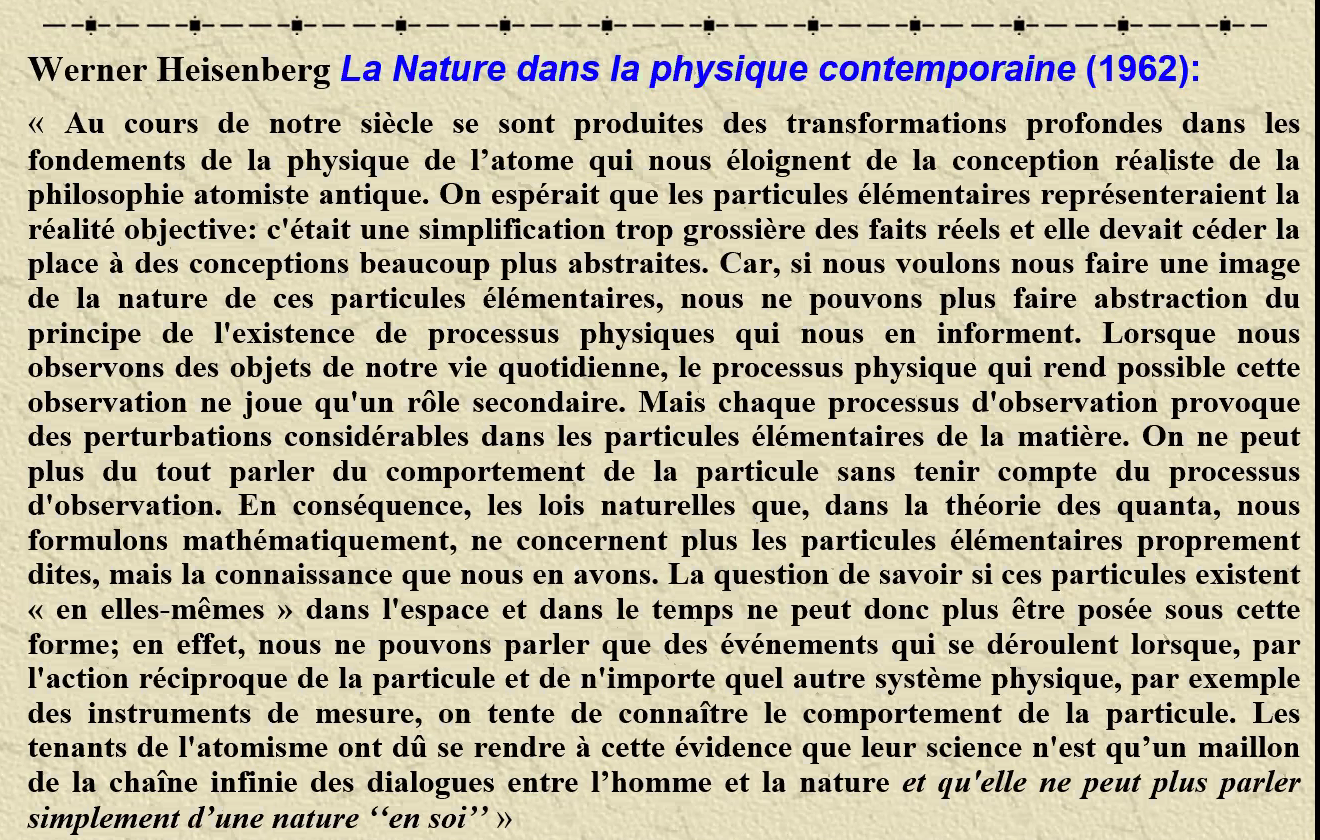 Werner Heisenberg La Nature dans la physique contemporaine (1962):
« Au cours de notre siècle se sont produites des transformations profondes dans les
fondements de la physique de l’atome qui nous éloignent de la conception réaliste de la
philosophie atomiste antique. On espérait que les particules élémentaires représenteraient la
réalité objective: c'était une simplification trop grossière des faits réels et elle devait céder la
place à des conceptions beaucoup plus abstraites. Car, si nous voulons nous faire une image
de la nature de ces particules élémentaires, nous ne pouvons plus faire abstraction du
principe de l'existence de processus physiques qui nous en informent. Lorsque nous
observons des objets de notre vie quotidienne, le processus physique qui rend possible cette
observation ne joue qu'un rôle secondaire. Mais chaque processus d'observation provoque
des perturbations considérables dans les particules élémentaires de la matière. On ne peut
plus du tout parler du comportement de la particule sans tenir compte du processus
d'observation. En conséquence, les lois naturelles que, dans la théorie des quanta, nous
formulons mathématiquement, ne concernent plus les particules élémentaires proprement
dites, mais la connaissance que nous en avons. La question de savoir si ces particules existent
« en elles-mêmes » dans l'espace et dans le temps ne peut donc plus être posée sous cette
forme; en effet, nous ne pouvons parler que des événements qui se déroulent lorsque, par
l'action réciproque de la particule et de n'importe quel autre système physique, par exemple
des instruments de mesure, on tente de connaître le comportement de la particule. Les
tenants de l'atomisme ont dû se rendre à cette évidence que leur science n'est qu’un maillon
de la chaîne infinie des dialogues entre l’homme et la nature et qu'elle ne peut plus parler
simplement d’une nature ‘‘en soi’’ »